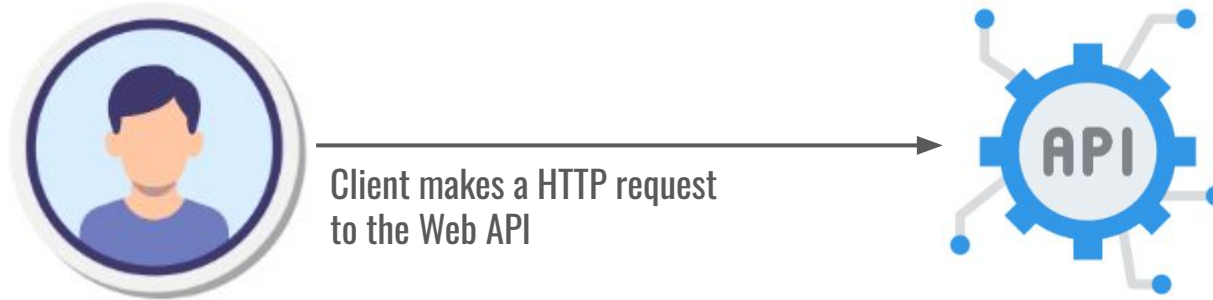 Client makes a HTTP request
to the Web API
API